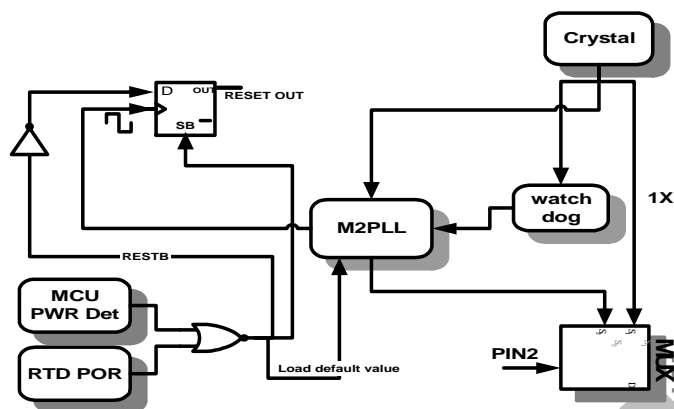 Crystal
D
OUT
RESET OUT
SB
watch
dog
1X
M2PLL
RESTB
MCU
PWR Det
RTD POR
Load default value
PIN2
MUX
D